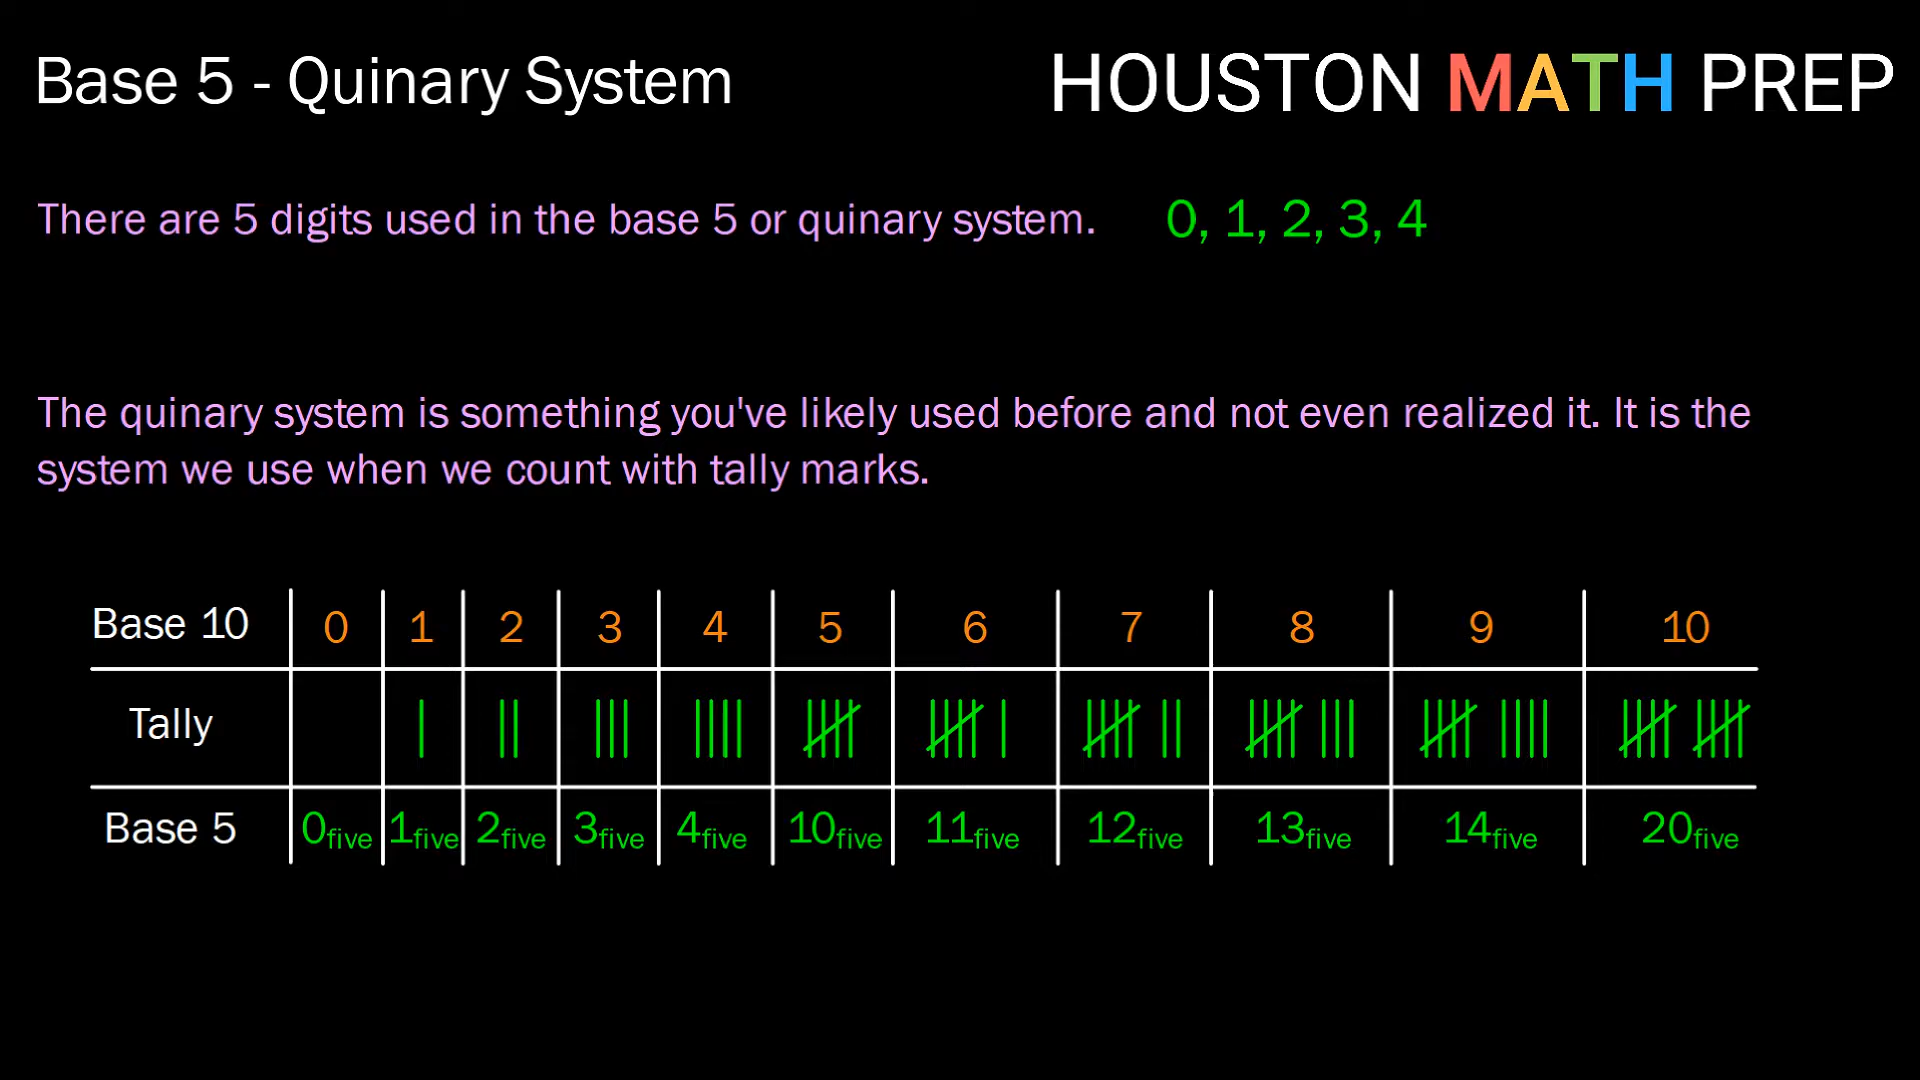 Base 5 - Quinary System
HOUSTON MATH PREP
There are 5 digits used in the base 5 or quinary system. 0, 1, 2, 3, 4
The quinary system is something you've likely used before and not even realized it. It is the
system we use when we count with tally marks.
Base 10 0 1 2 3 4 5 6 7 8 9 10
Tally
Base 5 0five 1five 2five 3five 4five 10five 11five 12five 13five 14five 20five